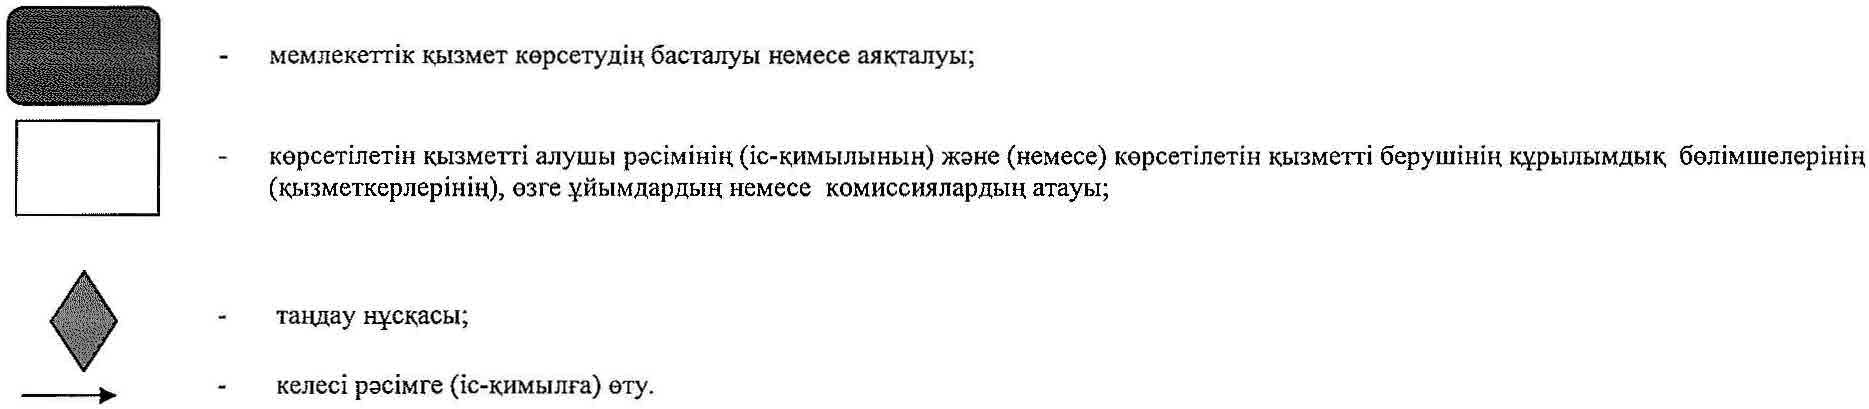 - мемлекеттік қызмет көрсетудің басталуы немесе аяқталуы;
- көрсетілетін қызметті алушы рәсімінің (іс-қимылының) және (немесе) көрсетілетін қызметті берушінің құрылымдық бөлімшелерінің
(қызметкерлерінің), өзге ұйымдардың немесе комиссиялардың атауы;
- таңдау нұсқасы;
- келесі рәсімге (іс-қимылға) өту.